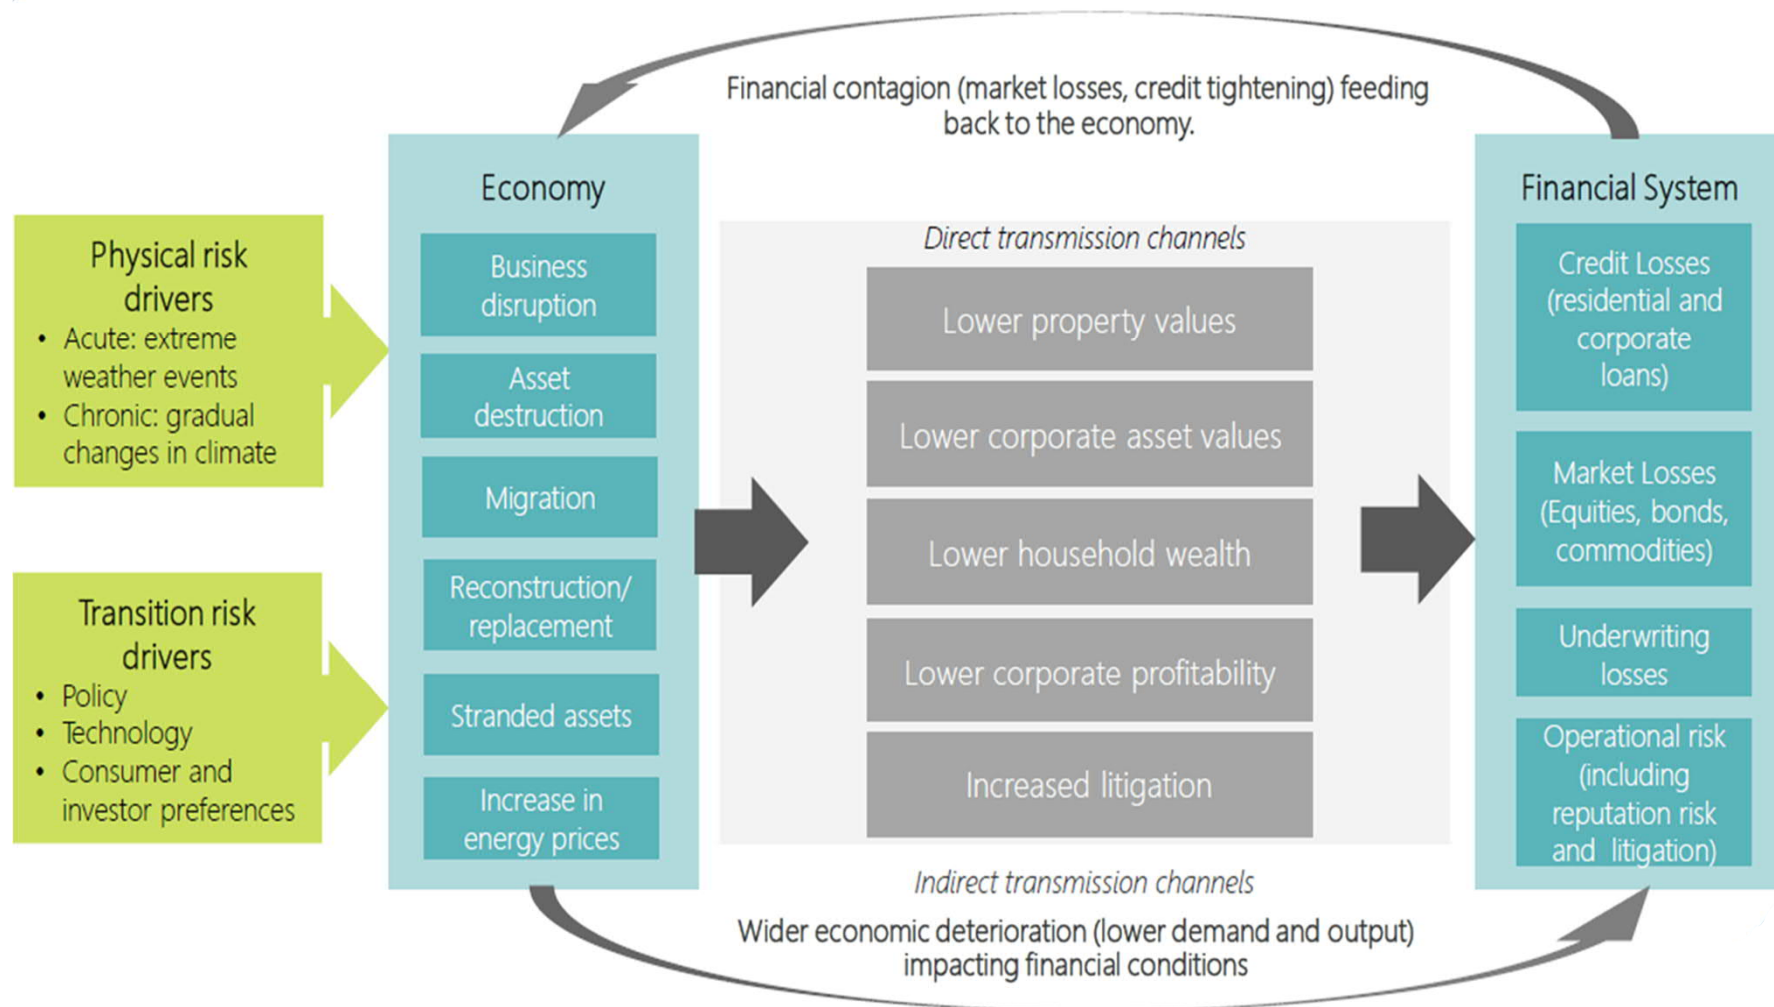 Financial contagion (market losses, credit tightening) feeding
back to the economy.
Physical risk
drivers
• Acute: extreme
weather events
• Chronic: gradual
changes in climate
Transition risk
drivers
• Policy
• Technology
• Consumer and
investor preferences
Economy
Business
disruption
Asset
destruction
Migration
Reconstruction/
replacement
Stranded assets
Increase in
energy prices
Direct transmission channels
Lower property values
Lower corporate asset values
Lower household wealth
Lower corporate profitability
Increased litigation
Indirect transmission channels
Wider economic deterioration (lower demand and output)
impacting financial conditions
Financial System
Credit Losses
(residential and
corporate
loans)
Market Losses
(Equities, bonds,
commodities)
Underwriting
losses
Operational risk
(including
reputation risk
and litigation)